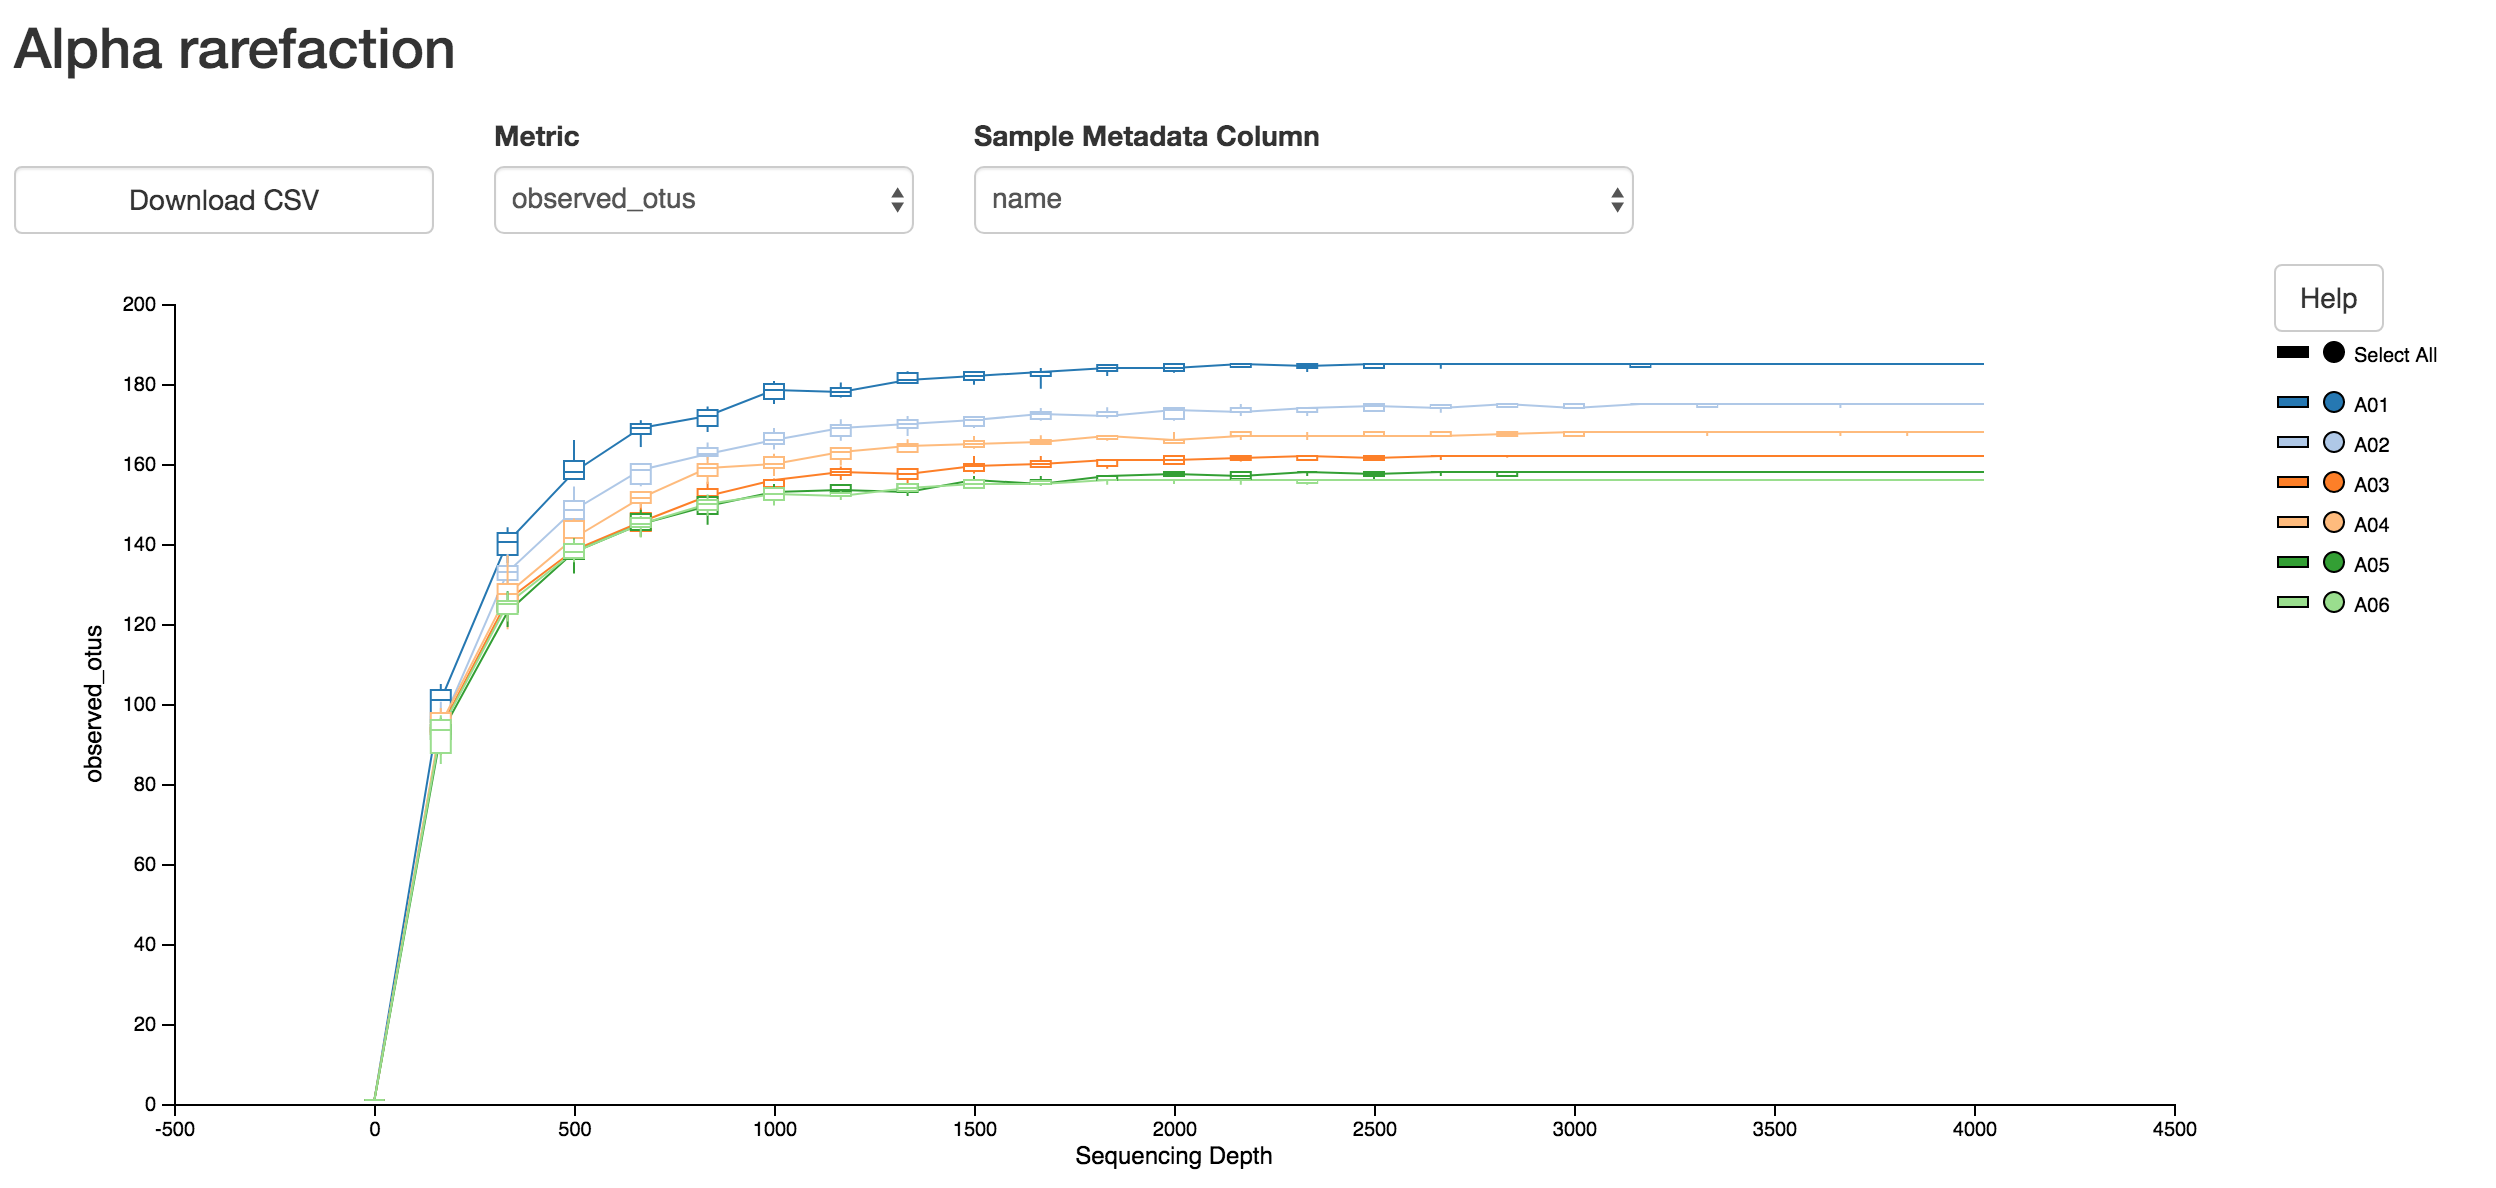 Alpha rarefaction
Metric
Sample Metadata Column
Download CSV
observed_otus
name
Help
Select All
A01
A02
A03
A04
A05
A06
200
180
160
140
120
100
80
60
40
20
0
observed_otus
-500 0 500 1000 1500 2000 2500 3000 3500 4000 4500
Sequencing Depth